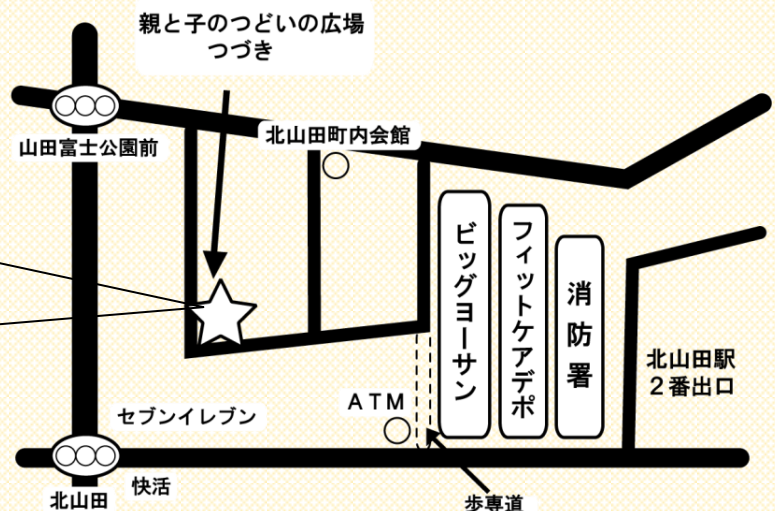 親と子のつどいの広場
つづき
北山田町内会館
山田富士公園前
ビッグヨーサン
フィットケアデポ
消防署
北山田駅
２番出口
ＡＴＭ
セブンイレブン
快活
北山田
歩専道